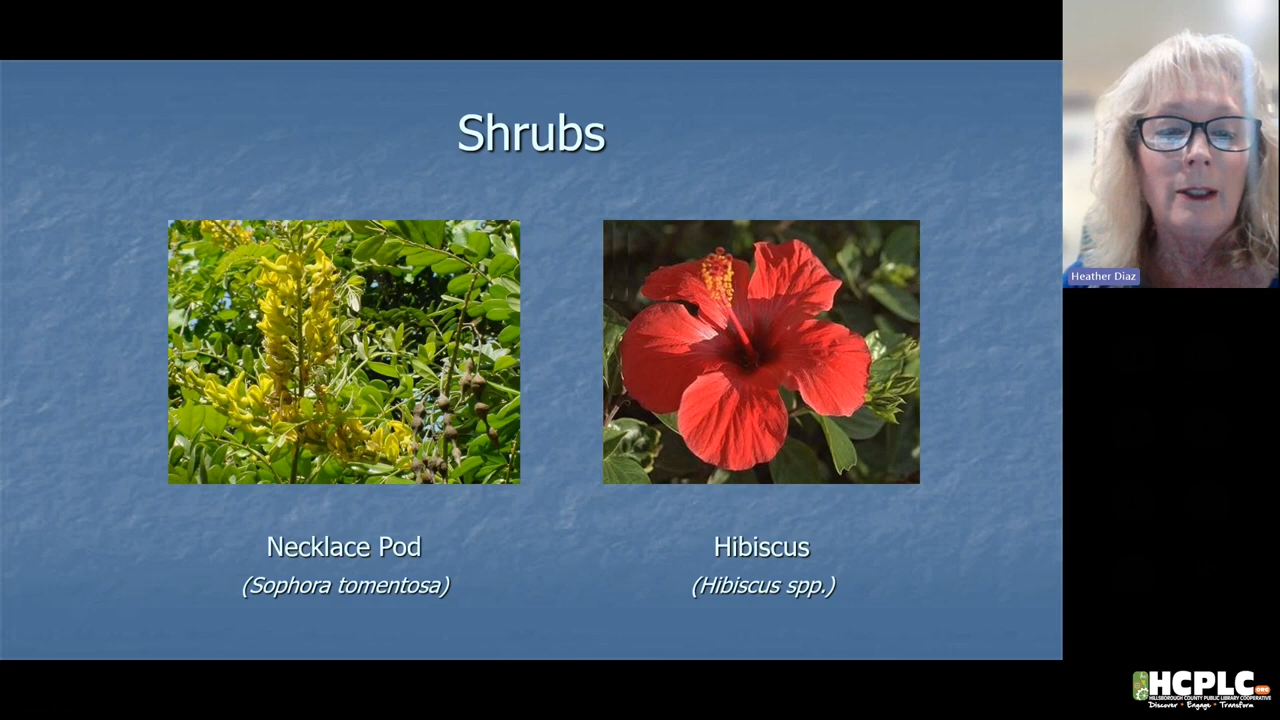 Shrubs
Necklace Pod
(Sophora tomentosa)
Hibiscus
(Hibiscus spp.)
Heather Diaz
HCPLC.ORG
HILLSBOROUGH COUNTY PUBLIC LIBRARY COOPERATIVE
Discover • Engage • Transform